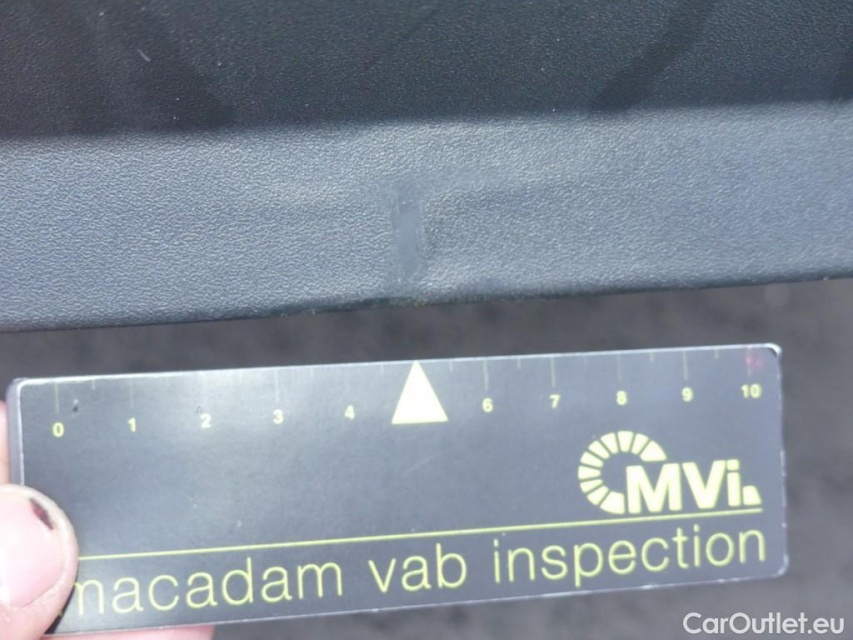 0 1 2 3 4 6 7 8 9 10
MVi
macadam vab inspection
CarOutlet.eu